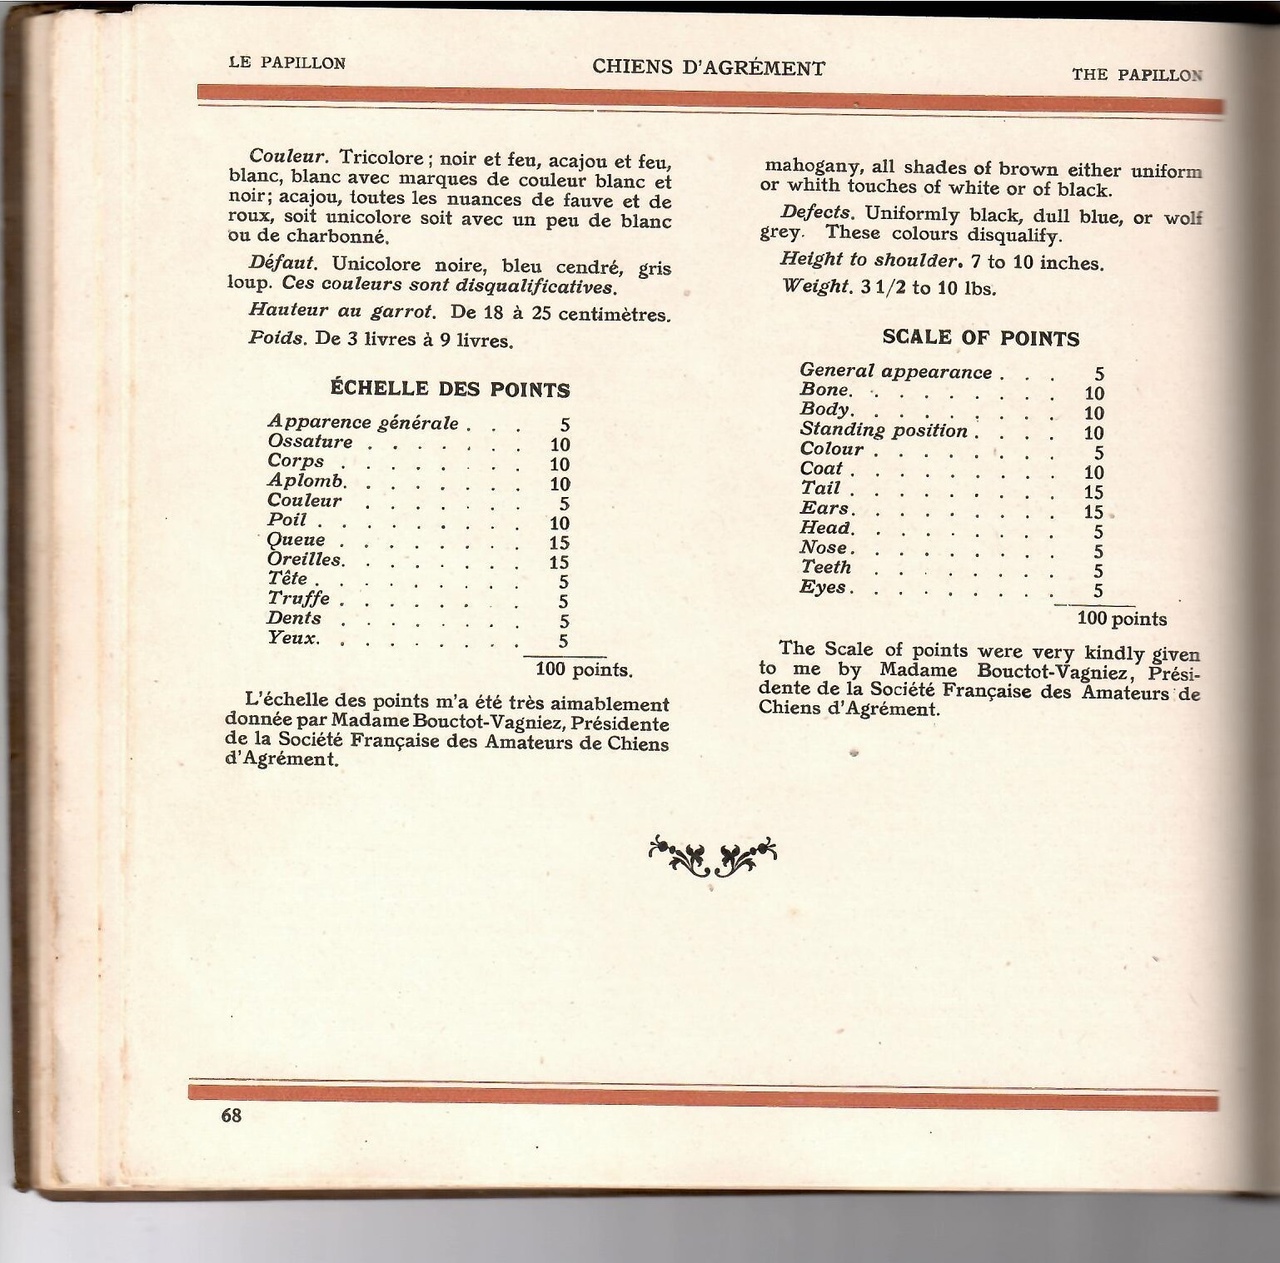 LE PAPILLON
CHIENS D'AGRÉMENT
THE PAPILLON
Couleur. Tricolore ; noir et feu, acajou et feu,
blanc, blanc avec marques de couleur blanc et
noir; acajou, toutes les nuances de fauve et de
roux, soit unicolore soit avec un peu de blanc
ou de charbonné.
Défaut. Unicolore noire, bleu cendré, gris
loup. Ces couleurs sont disqualificatives.
Hauteur au garrot. De 18 à 25 centimètres.
Poids. De 3 livres à 9 livres.
ÉCHELLE DES POINTS
Apparence générale . . . 5
Ossature . . . . . . . . 10
Corps . . . . . . . . 10
Aplomb. . . . . . . . 10
Couleur . . . . . . . 5
Poil . . . . . . . . . 10
Queue . . . . . . . . 15
Oreilles. . . . . . . . 15
Tête . . . . . . . . . 5
Truffe . . . . . . . . 5
Dents . . . . . . . . 5
Yeux. . . . . . . . . 5
100 points.
L'échelle des points m'a été très aimablement
donnée par Madame Bouctot-Vagniez, Présidente
de la Société Française des Amateurs de Chiens
d'Agrément.
mahogany, all shades of brown either uniform
or whith touches of white or of black.
Defects. Uniformly black, dull blue, or wolf
grey. These colours disqualify.
Height to shoulder. 7 to 10 inches.
Weight. 3 1/2 to 10 lbs.
SCALE OF POINTS
General appearance . . . 5
Bone. . . . . . . . . 10
Body. . . . . . . . . 10
Standing position . . . . 10
Colour . . . . . . . . 5
Coat . . . . . . . . . 10
Tail . . . . . . . . . 15
Ears. . . . . . . . . 15
Head. . . . . . . . . 5
Nose. . . . . . . . . 5
Teeth . . . . . . . . 5
Eyes. . . . . . . . . 5
100 points
The Scale of points were very kindly given
to me by Madame Bouctot-Vagniez, Prési-
dente de la Société Française des Amateurs de
Chiens d'Agrément.
68